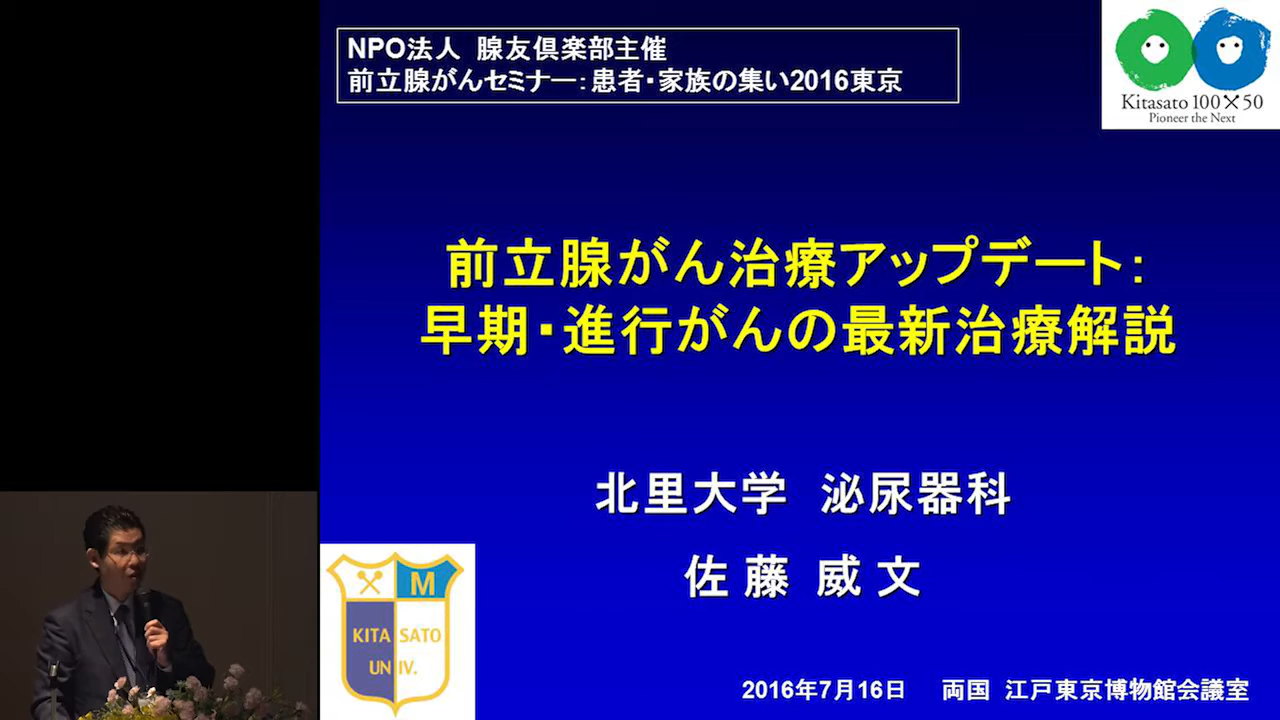 NPO法人 腺友倶楽部主催
前立腺がんセミナー：患者・家族の集い2016東京
Kitasato 100×50
Pioneer the Next
前立腺がん治療アップデート：
早期・進行がんの最新治療解説
北里大学 泌尿器科
佐藤 威文
M
KITA SATO
UNIV.
2016年7月16日 両国 江戸東京博物館会議室